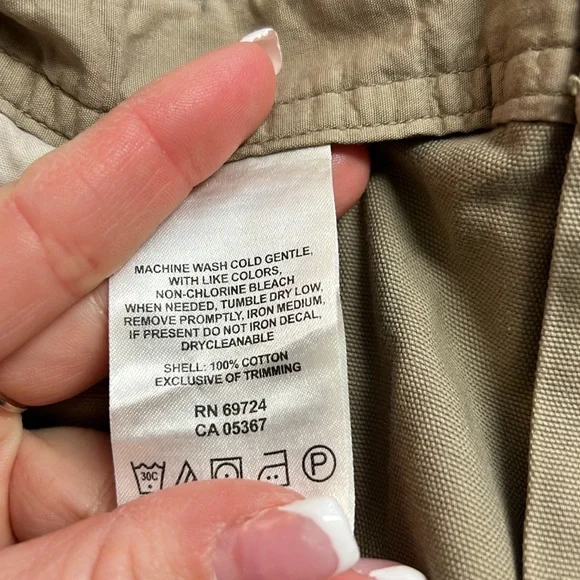 MACHINE WASH COLD GENTLE,
WITH LIKE COLORS,
NON-CHLORINE BLEACH
WHEN NEEDED, TUMBLE DRY LOW,
REMOVE PROMPTLY, IRON MEDIUM,
IF PRESENT DO NOT IRON DECAL,
DRYCLEANABLE
SHELL: 100% COTTON
EXCLUSIVE OF TRIMMING
RN 69724
CA 05367
30C P